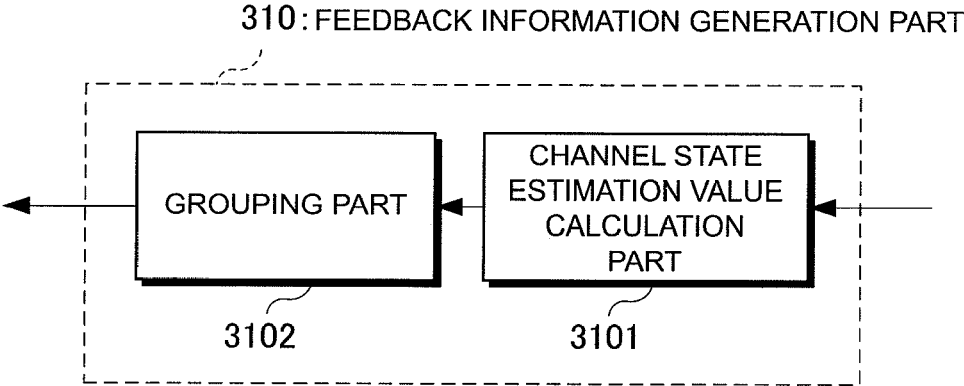 310: FEEDBACK INFORMATION GENERATION PART
GROUPING PART
CHANNEL STATE
ESTIMATION VALUE
CALCULATION
PART
3102
3101